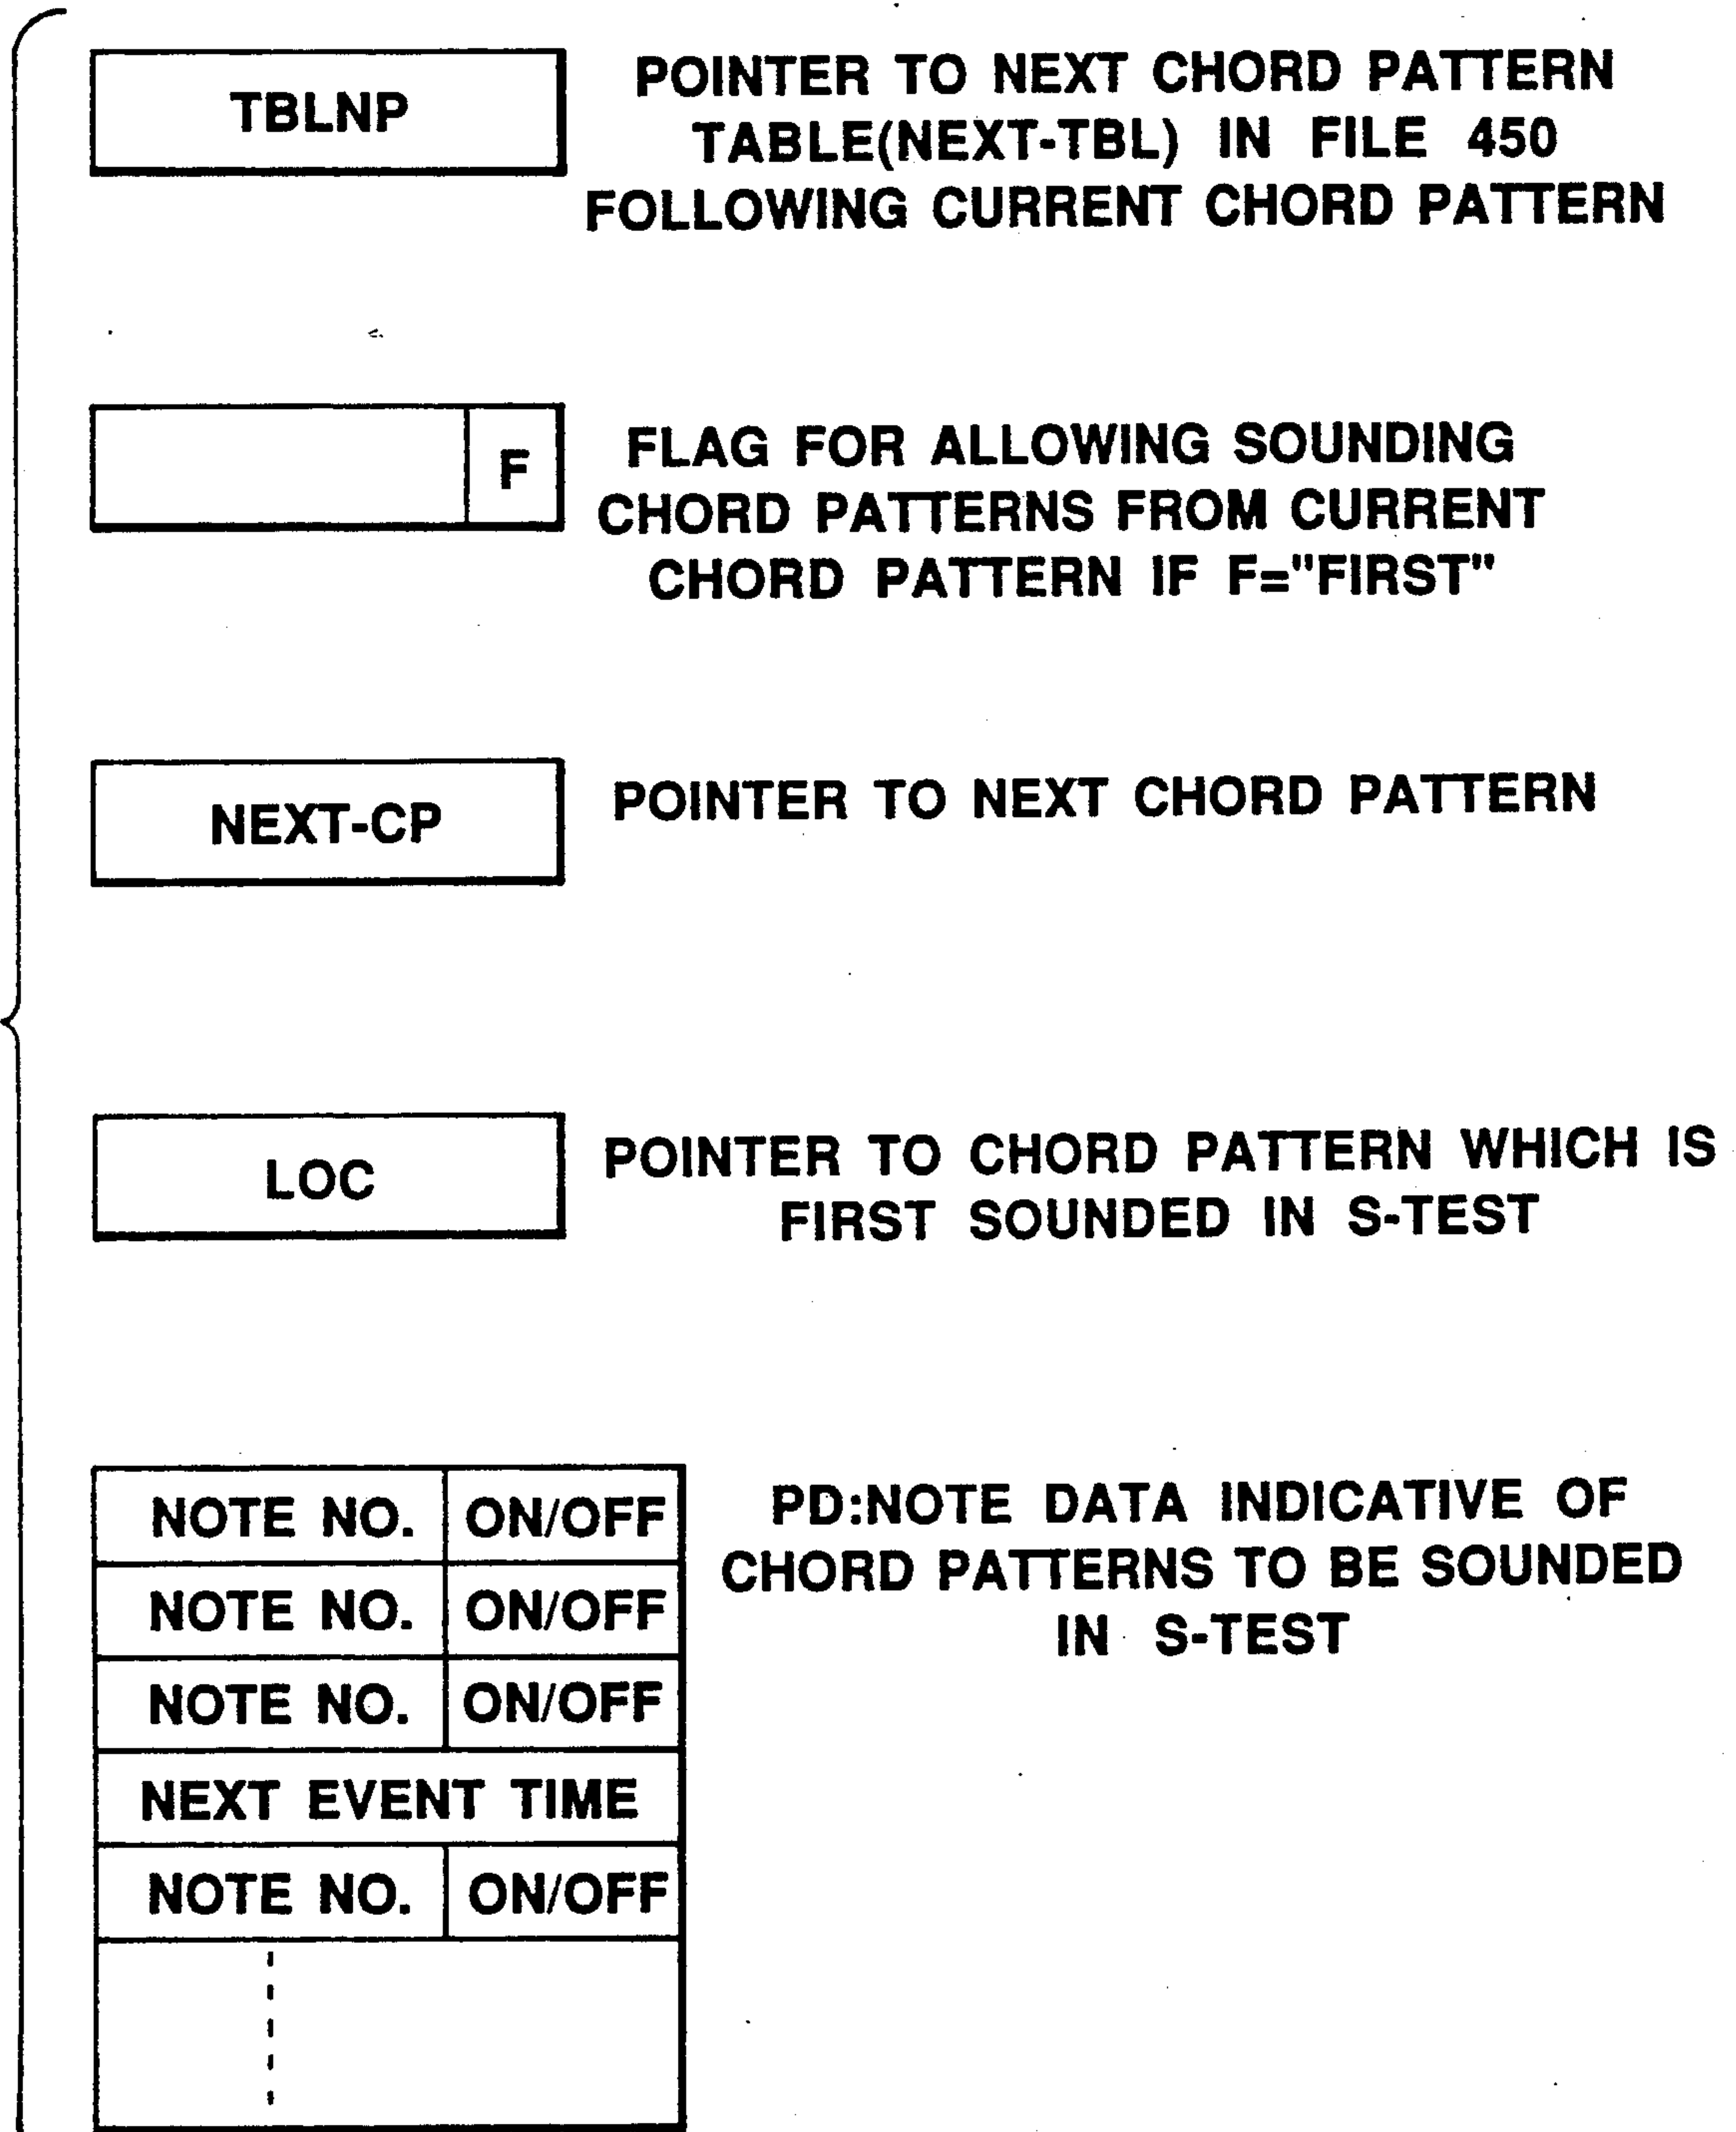 TBLNP
POINTER TO NEXT CHORD PATTERN
TABLE(NEXT-TBL) IN FILE 450
FOLLOWING CURRENT CHORD PATTERN
F
FLAG FOR ALLOWING SOUNDING
CHORD PATTERNS FROM CURRENT
CHORD PATTERN IF F="FIRST"
NEXT-CP
POINTER TO NEXT CHORD PATTERN
LOC
POINTER TO CHORD PATTERN WHICH IS
FIRST SOUNDED IN S-TEST
NOTE NO. ON/OFF
NOTE NO. ON/OFF
NOTE NO. ON/OFF
NEXT EVENT TIME
NOTE NO. ON/OFF
PD:NOTE DATA INDICATIVE OF
CHORD PATTERNS TO BE SOUNDED
IN S-TEST